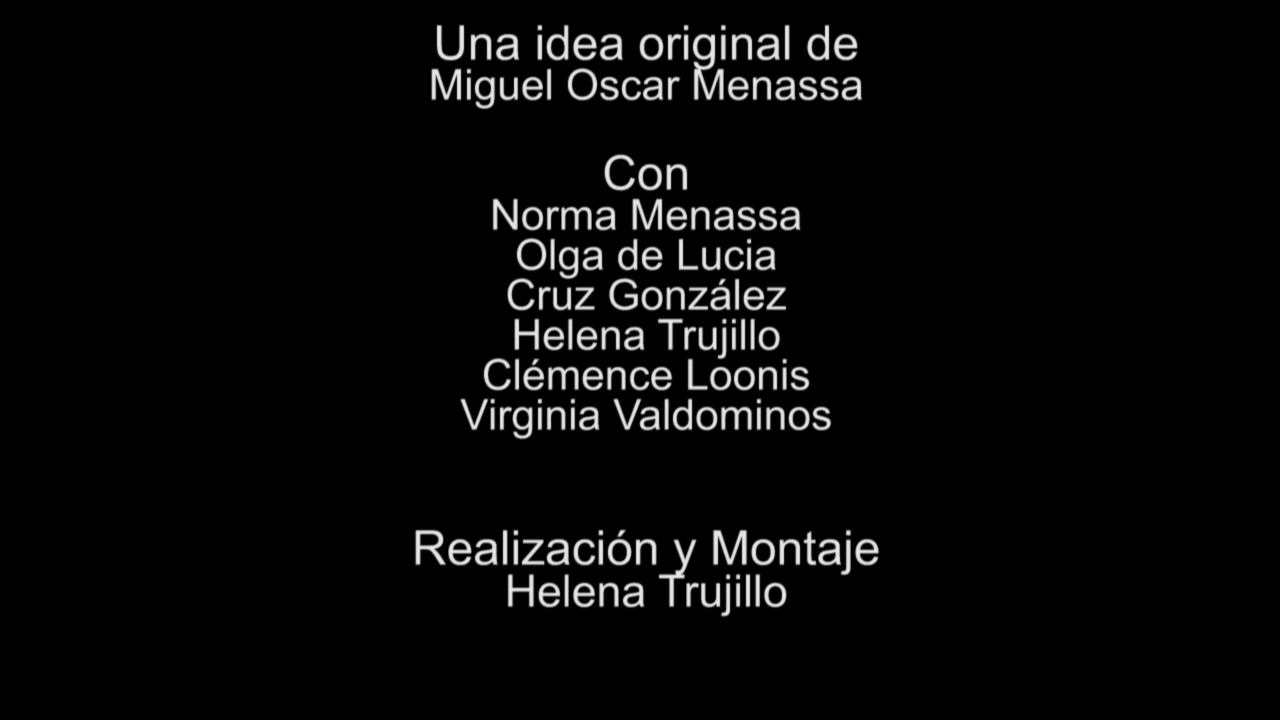 Una idea original de
Miguel Oscar Menassa
Con
Norma Menassa
Olga de Lucia
Cruz González
Helena Trujillo
Clémence Loonis
Virginia Valdominos
Realización y Montaje
Helena Trujillo